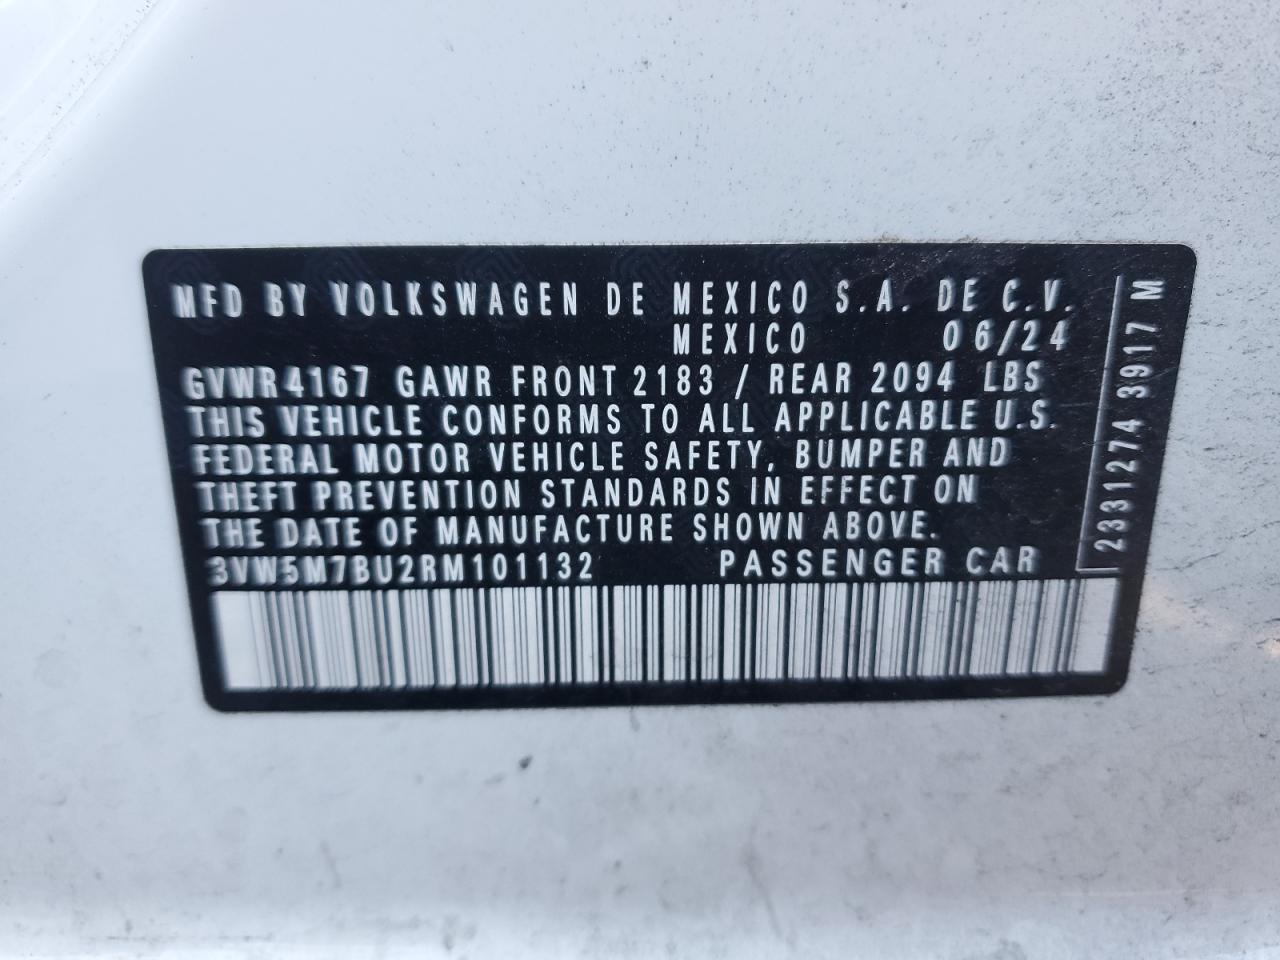 MFD BY VOLKSWAGEN DE MEXICO S.A. DE C.V.
MEXICO 06/24
GVWR 4167 GAWR FRONT 2183 / REAR 2094 LBS
THIS VEHICLE CONFORMS TO ALL APPLICABLE U.S.
FEDERAL MOTOR VEHICLE SAFETY, BUMPER AND
THEFT PREVENTION STANDARDS IN EFFECT ON
THE DATE OF MANUFACTURE SHOWN ABOVE.
3VW5M7BU2RM101132 PASSENGER CAR
2331274 3917 M